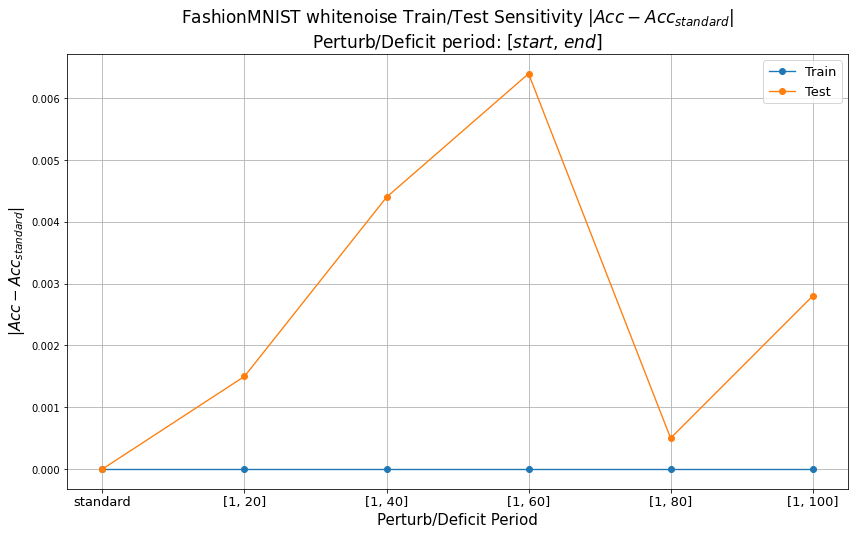 FashionMNIST whitenoise Train/Test Sensitivity |Acc − Acc_standard|
Perturb/Deficit period: [start, end]
Train
Test
|Acc − Acc_standard|
0.006
0.005
0.004
0.003
0.002
0.001
0.000
standard [1, 20] [1, 40] [1, 60] [1, 80] [1, 100]
Perturb/Deficit Period